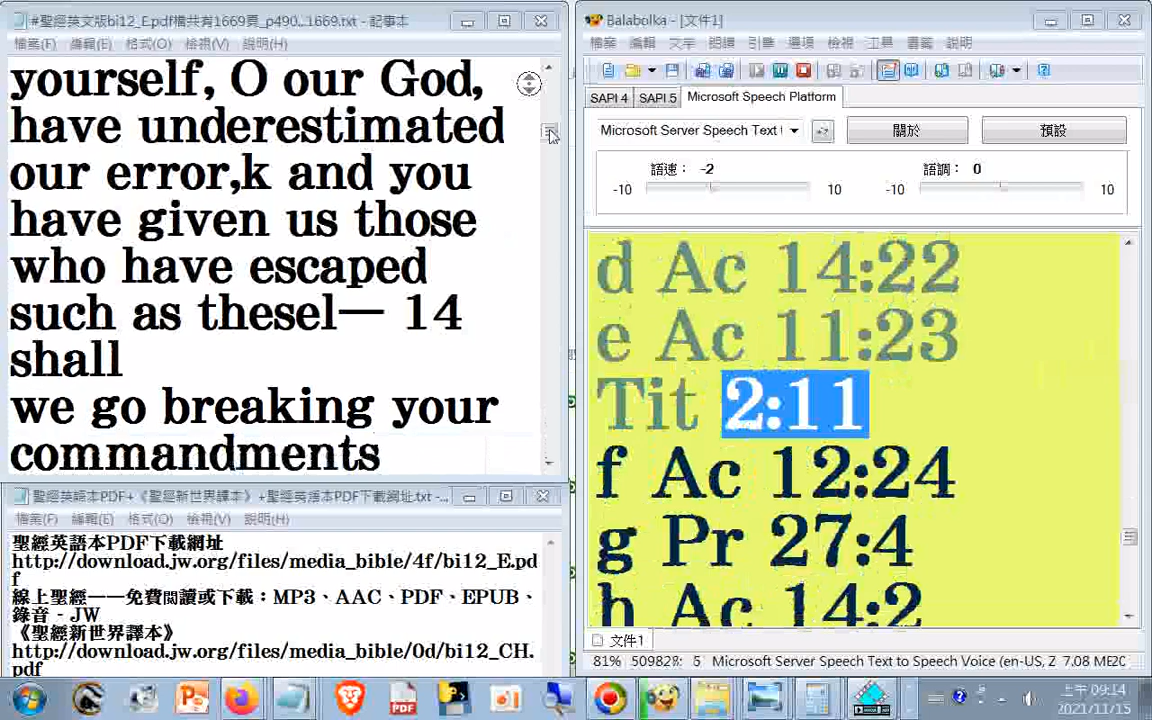 #聖經英文版bi12_E.pdf檔共有1669頁_p490...1669.txt - 記事本
檔案(F) 編輯(E) 格式(O) 檢視(V) 說明(H)
yourself, O our God,
have underestimated
our error,k and you
have given us those
who have escaped
such as thesel— 14
shall
we go breaking your
commandments
聖經英語本PDF+《聖經新世界譯本》+聖經英語本PDF下載網址.txt -...
檔案(F) 編輯(E) 格式(O) 檢視(V) 說明(H)
聖經英語本PDF下載網址
http://download.jw.org/files/media_bible/4f/bi12_E.pd
f
線上聖經——免費閱讀或下載：MP3、AAC、PDF、EPUB、
錄音 - JW
《聖經新世界譯本》
http://download.jw.org/files/media_bible/0d/bi12_CH.
pdf
Balabolka - [文件1]
檔案 編輯 文字 朗讀 引擎 選項 檢視 工具 書籤 說明
SAPI 4 SAPI 5 Microsoft Speech Platform
Microsoft Server Speech Text
關於 預設
語速： -2 語調： 0
-10 10 -10 10
d Ac 14:22
e Ac 11:23
Tit 2:11
f Ac 12:24
g Pr 27:4
h Ac 14:2
文件1
81% 5 Microsoft Server Speech Text to Speech Voice (en-US, Z 7.08
上午 09:14
2021/11/15